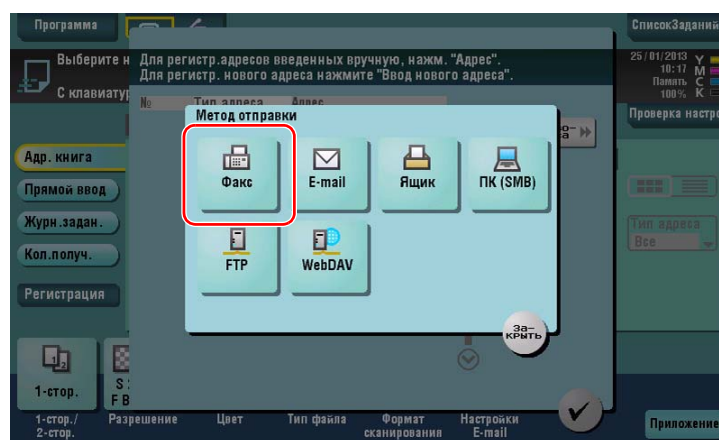 Программа
СписокЗаданий
Выберите н
С клавиату
Для регистр.адресов введенных вручную, нажм. "Адрес".
Для регистр. нового адреса нажмите "Ввод нового адреса".
25/01/2013
10:17
Память
100%
Y
M
C
K
№
Тип адреса
Адрес
Метод отправки
Проверка настро
Адр. книга
Прямой ввод
Журн.задан.
Кол.получ.
Регистрация
Факс
E-mail
Ящик
ПК (SMB)
FTP
WebDAV
За-
крыть
Тип адреса
Все
1-стор.
S
F B
1-стор./
2-стор.
Разрешение
Цвет
Тип файла
Формат
сканирования
Настройки
E-mail
Приложение